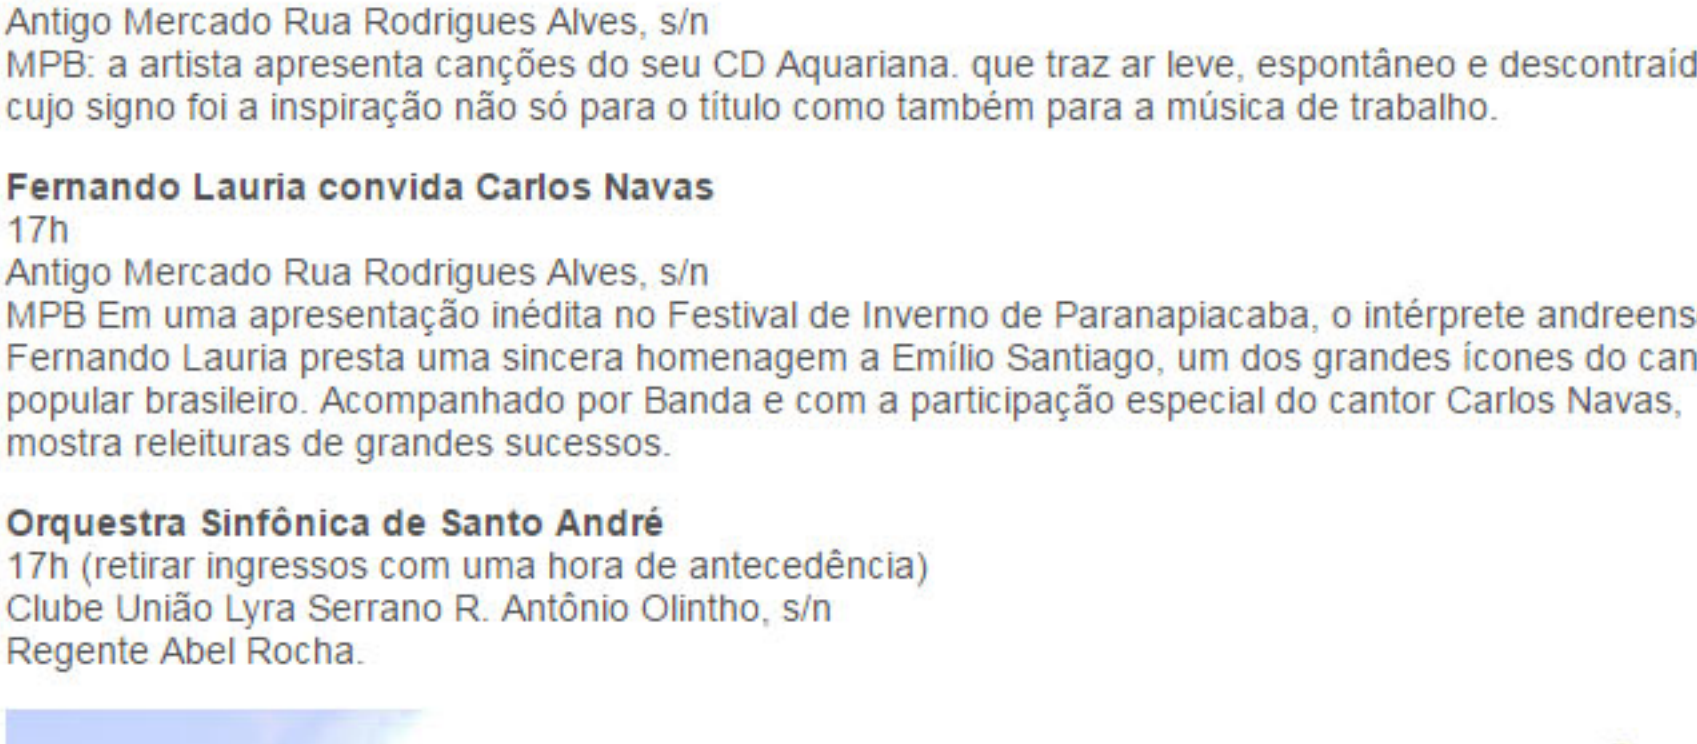 Antigo Mercado Rua Rodrigues Alves, s/n
MPB: a artista apresenta canções do seu CD Aquariana. que traz ar leve, espontâneo e descontraíd
cujo signo foi a inspiração não só para o título como também para a música de trabalho.
Fernando Lauria convida Carlos Navas
17h
Antigo Mercado Rua Rodrigues Alves, s/n
MPB Em uma apresentação inédita no Festival de Inverno de Paranapiacaba, o intérprete andreens
Fernando Lauria presta uma sincera homenagem a Emílio Santiago, um dos grandes ícones do can
popular brasileiro. Acompanhado por Banda e com a participação especial do cantor Carlos Navas,
mostra releituras de grandes sucessos.
Orquestra Sinfônica de Santo André
17h (retirar ingressos com uma hora de antecedência)
Clube União Lyra Serrano R. Antônio Olintho, s/n
Regente Abel Rocha.